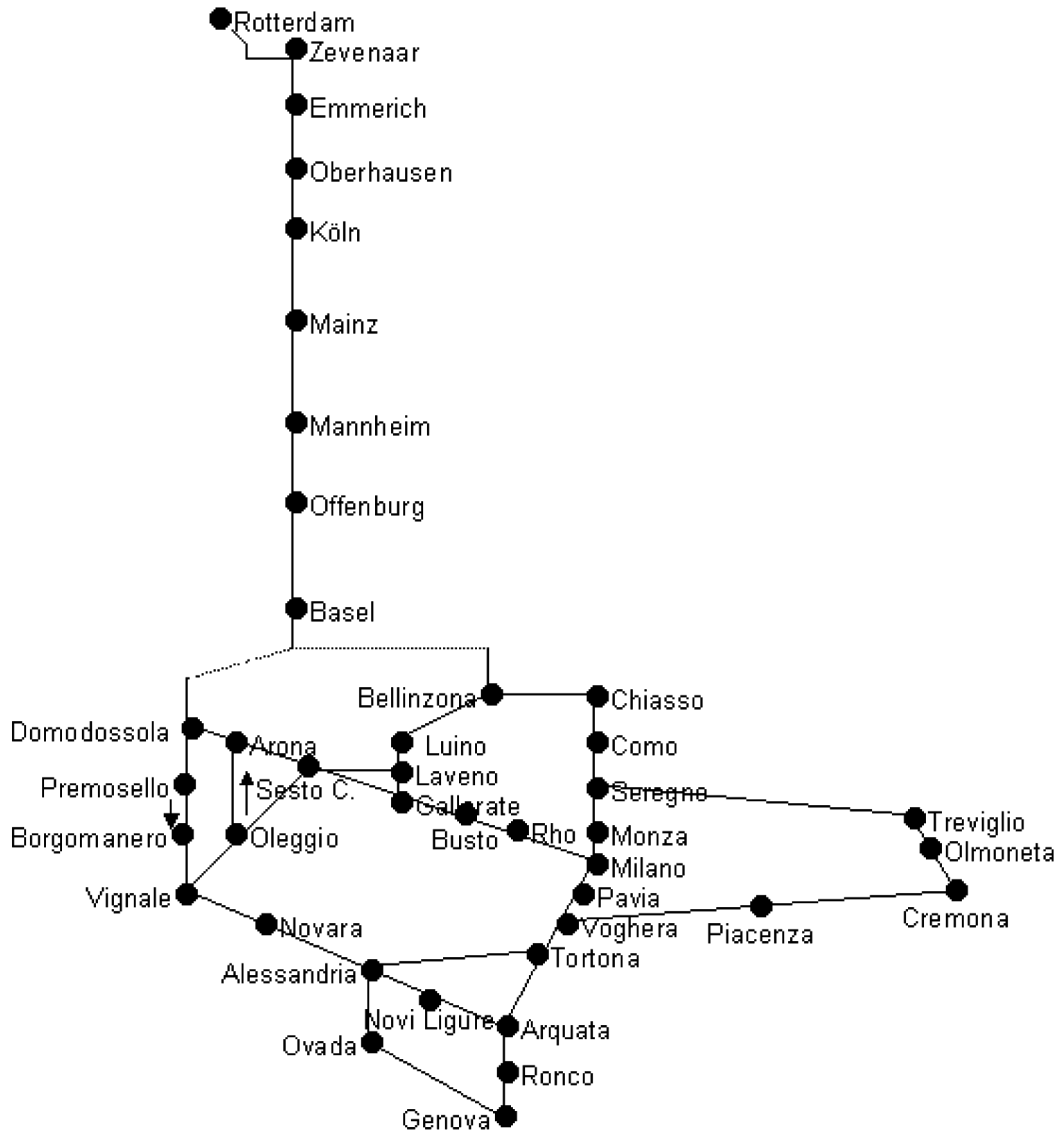 Rotterdam
Zevenaar
Emmerich
Oberhausen
Köln
Mainz
Mannheim
Offenburg
Basel
Bellinzona
Chiasso
Domodossola
Arona
Luino
Como
Laveno
Premosello
Sesto C.
Gallarate
Seregno
Treviglio
Borgomanero
Oleggio
Busto
Rho
Monza
Olmoneta
Milano
Vignale
Pavia
Cremona
Novara
Voghera
Piacenza
Tortona
Alessandria
Novi Ligure
Arquata
Ovada
Ronco
Genova